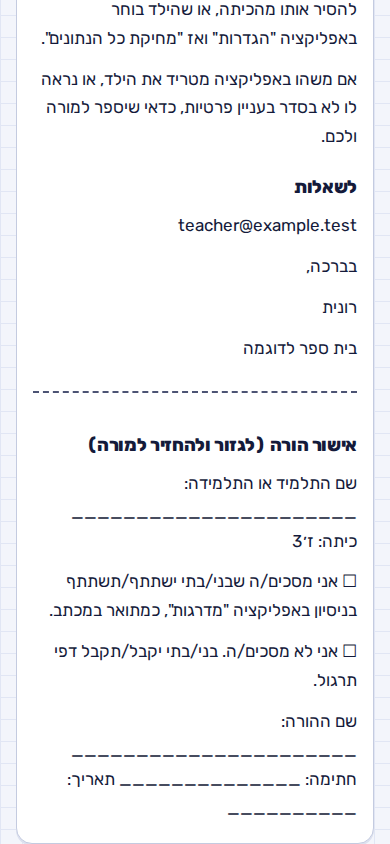 להסיר אותו מהכיתה, או שהילד בוחר
באפליקציה "הגדרות" ואז "מחיקת כל הנתונים".
אם משהו באפליקציה מטריד את הילד, או נראה
לו לא בסדר בעניין פרטיות, כדאי שיספר למורה
ולכם.
לשאלות
teacher@example.test
בברכה,
רונית
בית ספר לדוגמה
אישור הורה (לגזור ולהחזיר למורה)
שם התלמיד או התלמידה:
______________________
כיתה: ז׳3
☐ אני מסכים/ה שבני/בתי ישתתף/תשתתף
בניסיון באפליקציה "מדרגות", כמתואר במכתב.
☐ אני לא מסכים/ה. בני/בתי יקבל/תקבל דפי
תרגול.
שם ההורה:
______________________
חתימה: ______________ תאריך:
__________